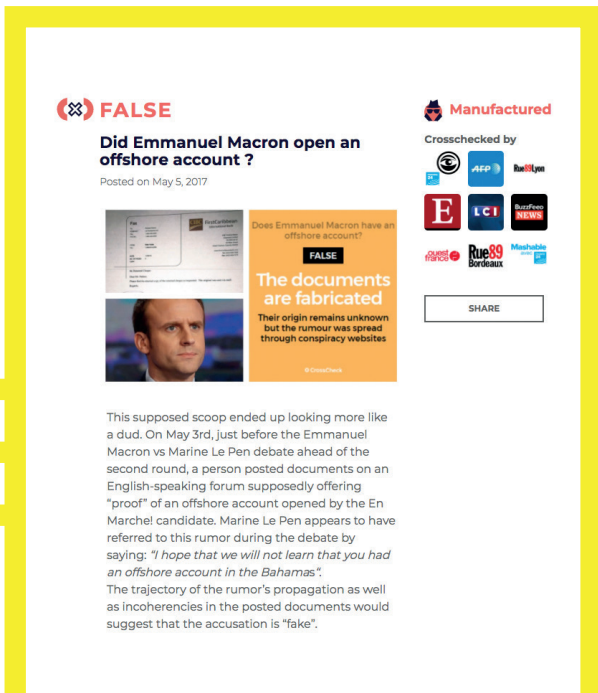 FALSE
Did Emmanuel Macron open an
offshore account ?
Posted on May 5, 2017
Does Emmanuel Macron have an
offshore account?
FALSE
The documents
are fabricated
Their origin remains unknown
but the rumour was spread
through conspiracy websites
CrossCheck
This supposed scoop ended up looking more like
a dud. On May 3rd, just before the Emmanuel
Macron vs Marine Le Pen debate ahead of the
second round, a person posted documents on an
English-speaking forum supposedly offering
“proof” of an offshore account opened by the En
Marche! candidate. Marine Le Pen appears to have
referred to this rumor during the debate by
saying: “I hope that we will not learn that you had
an offshore account in the Bahamas“.
The trajectory of the rumor’s propagation as well
as incoherencies in the posted documents would
suggest that the accusation is “fake”.
Manufactured
Crosschecked by
AFP
Rue89Lyon
E
LCI
BuzzFeed
NEWS
ouest
france
Rue89
Bordeaux
Mashable
SHARE